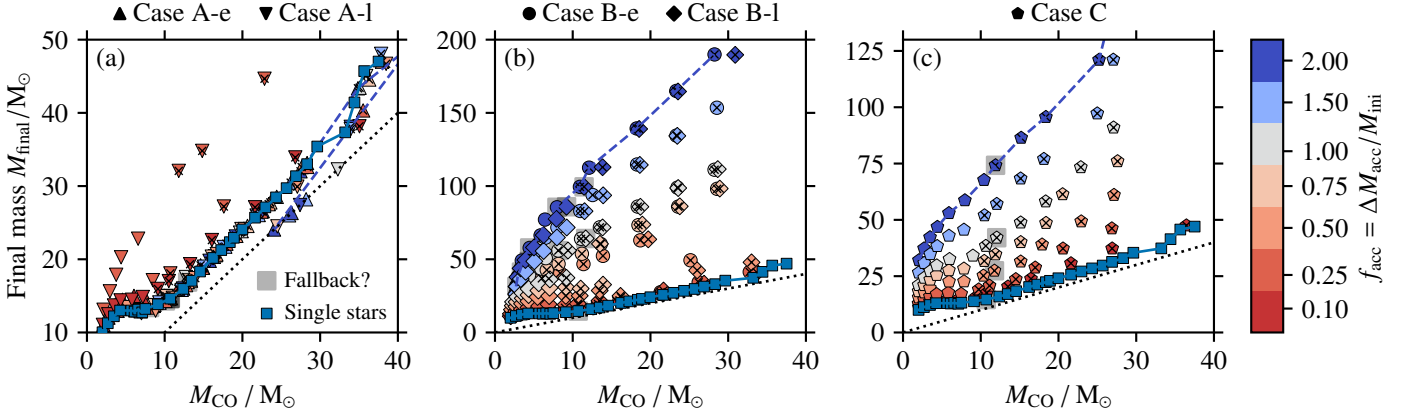 ▲ Case A-e ▼ Case A-l
● Case B-e ◆ Case B-l
⬟ Case C
Final mass M_final/M_⊙
50
40
30
20
10
(a)
Fallback?
Single stars
0 10 20 30 40
M_CO / M_⊙
200
150
100
50
0
(b)
0 10 20 30 40
M_CO / M_⊙
125
100
75
50
25
0
(c)
0 10 20 30 40
M_CO / M_⊙
2.00
1.50
1.00
0.75
0.50
0.25
0.10
f_acc = ΔM_acc/M_ini